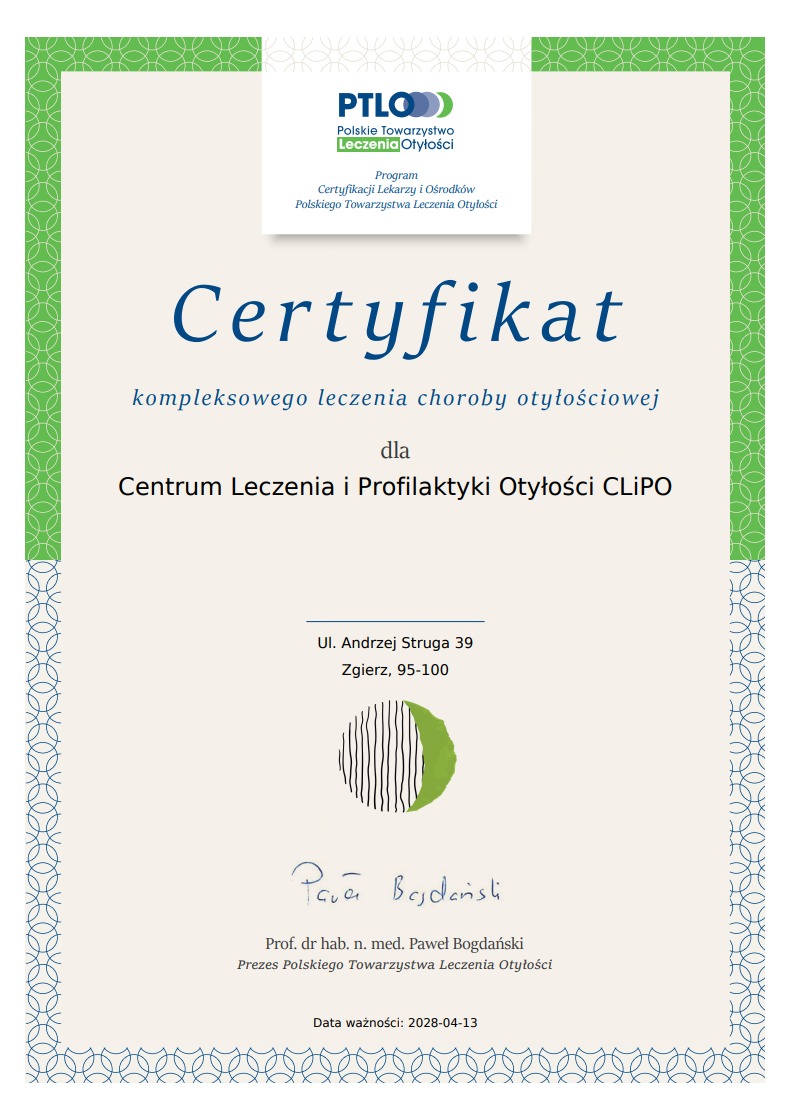 PTLO
Polskie Towarzystwo
Leczenia Otyłości
Program
Certyfikacji Lekarzy i Ośrodków
Polskiego Towarzystwa Leczenia Otyłości
Certyfikat
kompleksowego leczenia choroby otyłościowej
dla
Centrum Leczenia i Profilaktyki Otyłości CLiPO
Ul. Andrzej Struga 39
Zgierz, 95-100
Paweł Bogdański
Prof. dr hab. n. med. Paweł Bogdański
Prezes Polskiego Towarzystwa Leczenia Otyłości
Data ważności: 2028-04-13